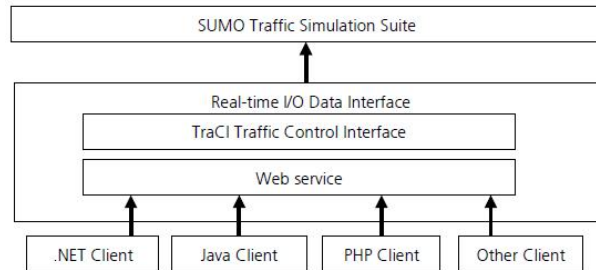 SUMO Traffic Simulation Suite
Real-time I/O Data Interface
TraCI Traffic Control Interface
Web service
.NET Client
Java Client
PHP Client
Other Client